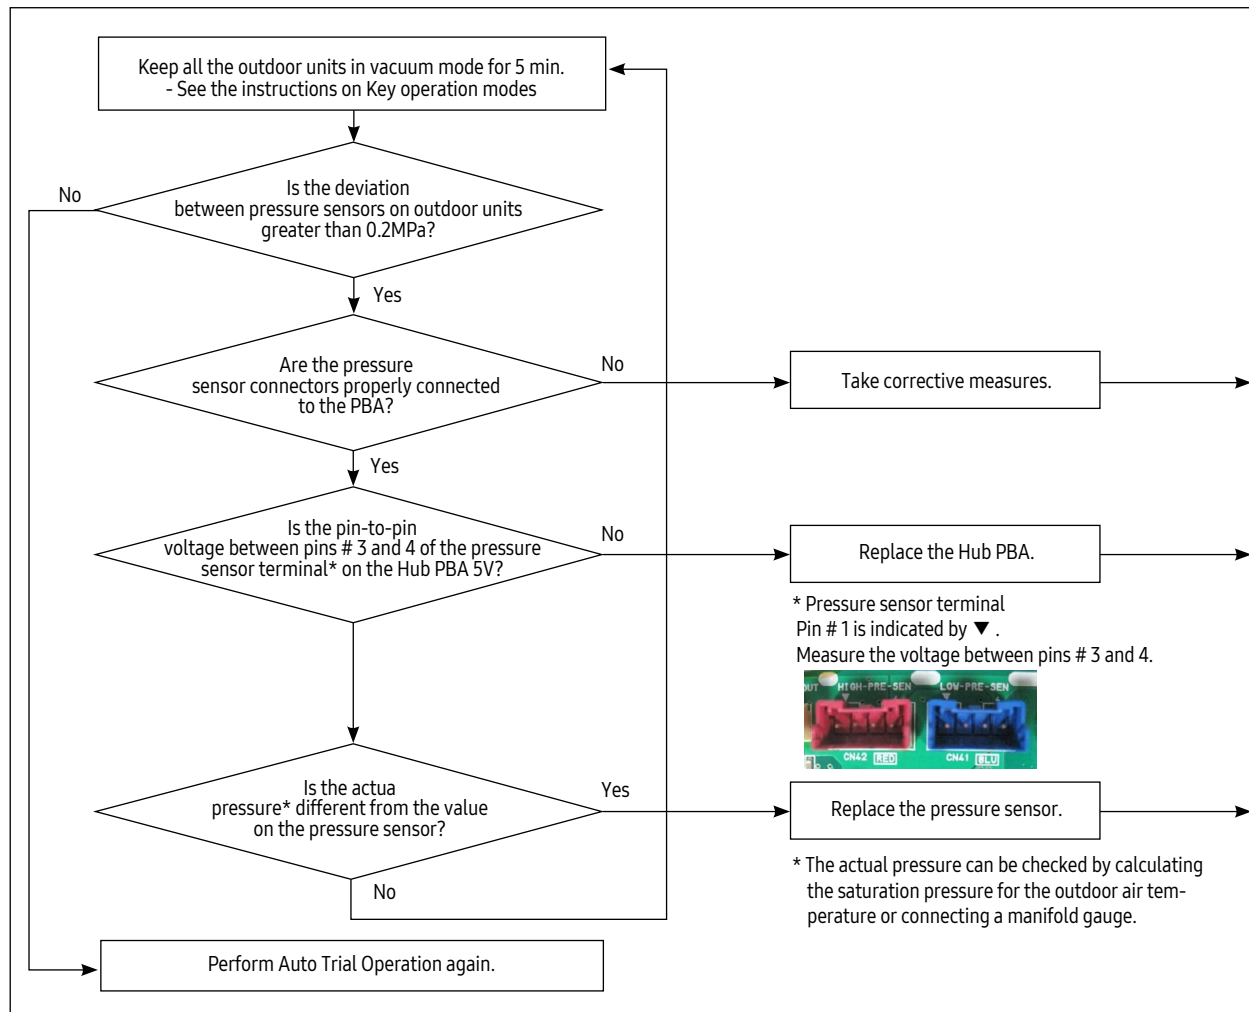 Keep all the outdoor units in vacuum mode for 5 min.
- See the instructions on Key operation modes
No
Is the deviation
between pressure sensors on outdoor units
greater than 0.2MPa?
Yes
Are the pressure
sensor connectors properly connected
to the PBA?
No
Take corrective measures.
Yes
Is the pin-to-pin
voltage between pins # 3 and 4 of the pressure
sensor terminal* on the Hub PBA 5V?
No
Replace the Hub PBA.
* Pressure sensor terminal
Pin # 1 is indicated by ▼ .
Measure the voltage between pins # 3 and 4.
OUT HIGH-PRE-SEN LOW-PRE-SEN
CN42 RED CN41 BLU
Is the actua
pressure* different from the value
on the pressure sensor?
Yes
Replace the pressure sensor.
No
* The actual pressure can be checked by calculating
the saturation pressure for the outdoor air tem-
perature or connecting a manifold gauge.
Perform Auto Trial Operation again.